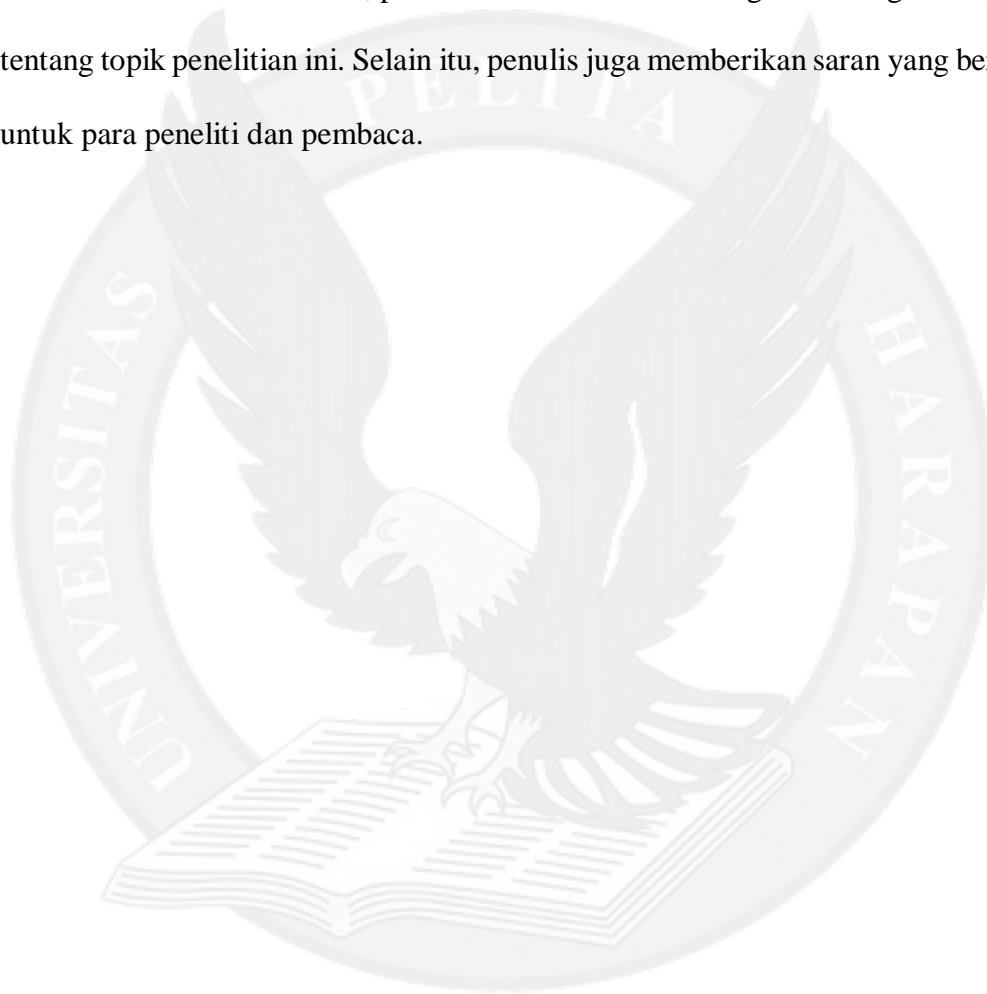 tentang topik penelitian ini. Selain itu, penulis juga memberikan saran yang
untuk para peneliti dan pembaca.
PELITA
UNIVERSITAS
HARAPAN